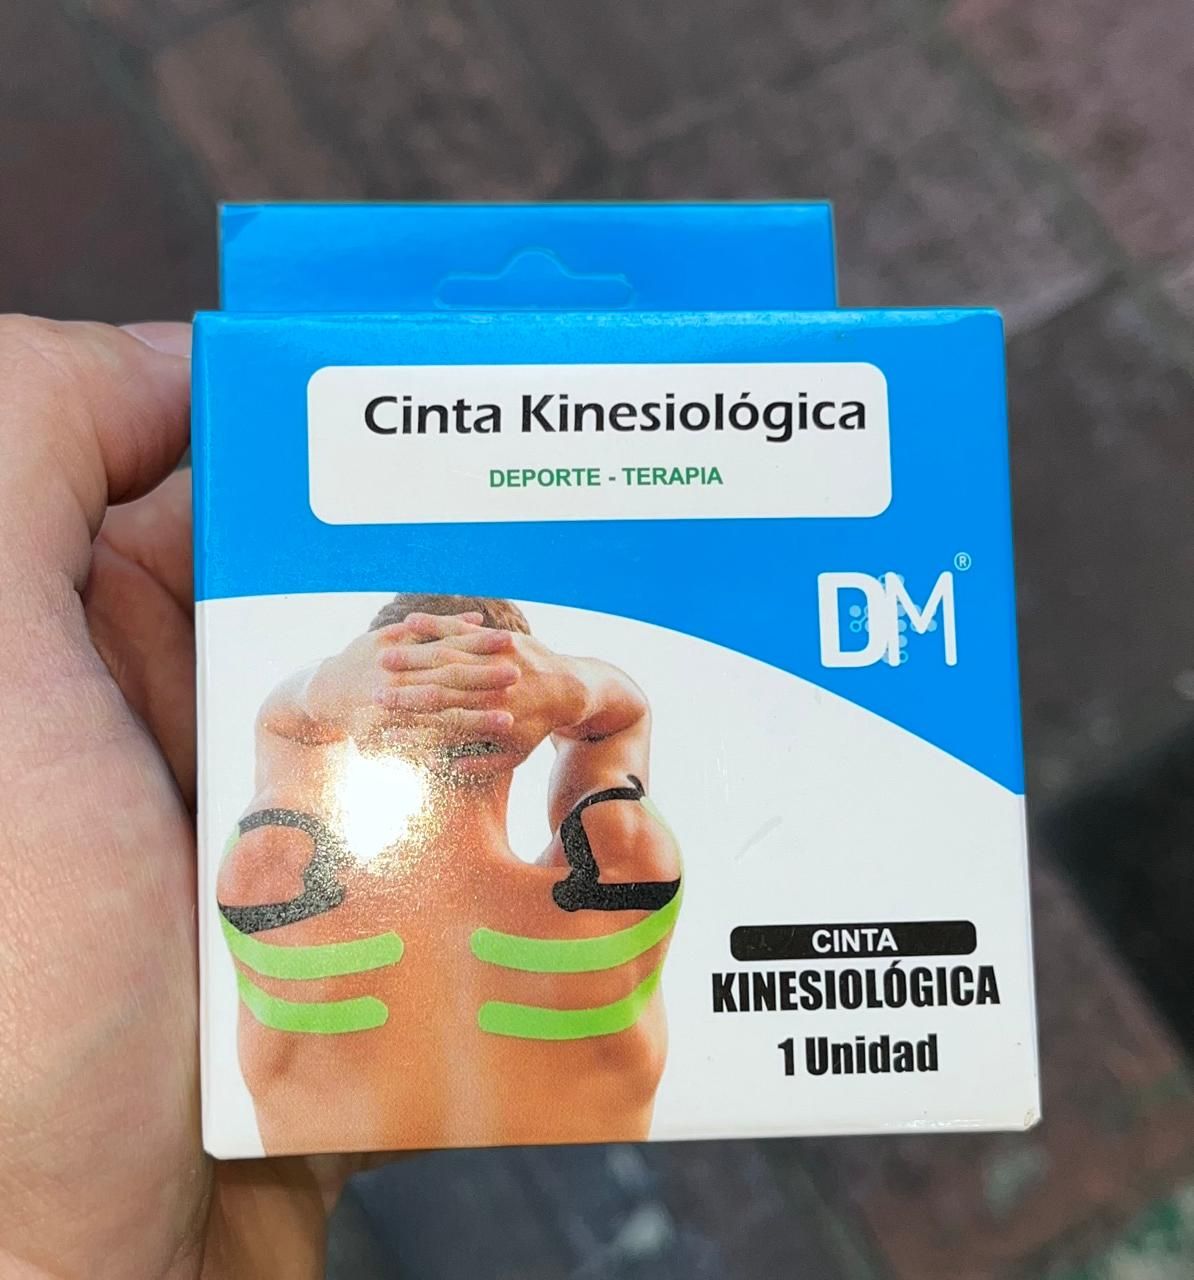 Cinta Kinesiológica
DEPORTE - TERAPIA
DM®
CINTA
KINESIOLÓGICA
1 Unidad